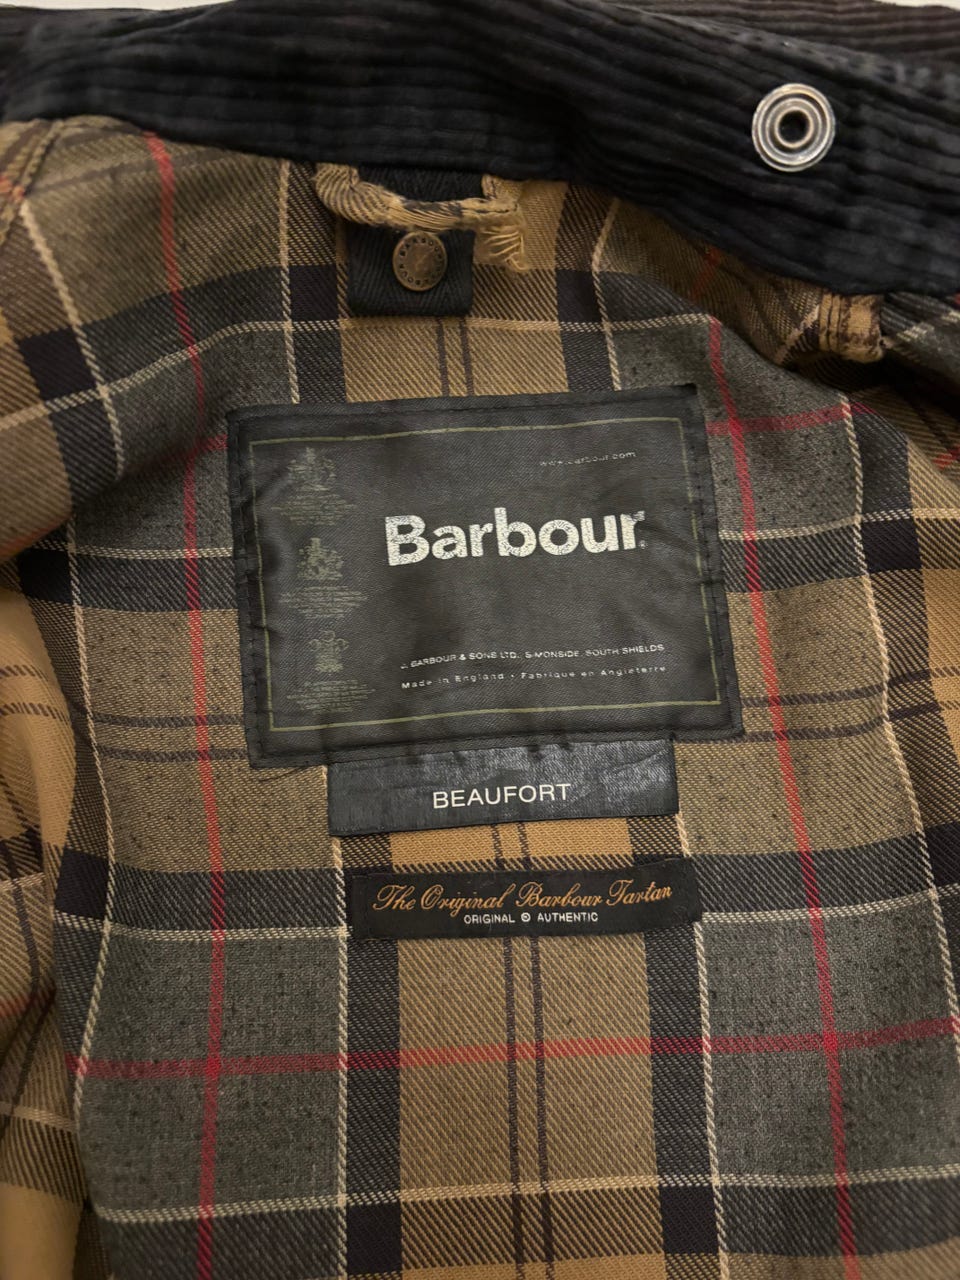 BARBOUR
www.barbour.com
Barbour
J. BARBOUR & SONS LTD., SIMONSIDE, SOUTH SHIELDS
Made in England • Fabrique en Angleterre
BEAUFORT
The Original Barbour Tartan
ORIGINAL & AUTHENTIC